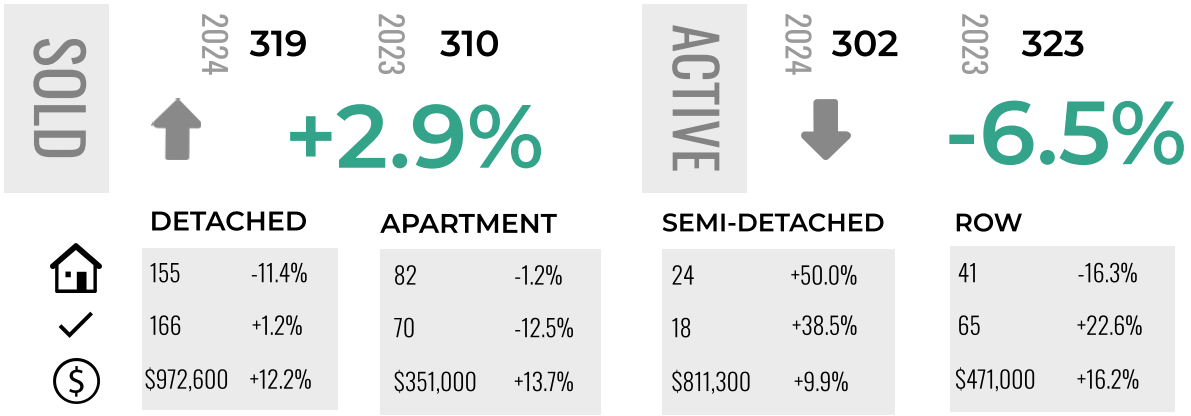 SOLD
2024 319 2023 310
+2.9%
ACTIVE
2024 302 2023 323
-6.5%
DETACHED APARTMENT SEMI-DETACHED ROW
155 -11.4% 82 -1.2% 24 +50.0% 41 -16.3%
166 +1.2% 70 -12.5% 18 +38.5% 65 +22.6%
$ $972,600 +12.2% $351,000 +13.7% $811,300 +9.9% $471,000 +16.2%